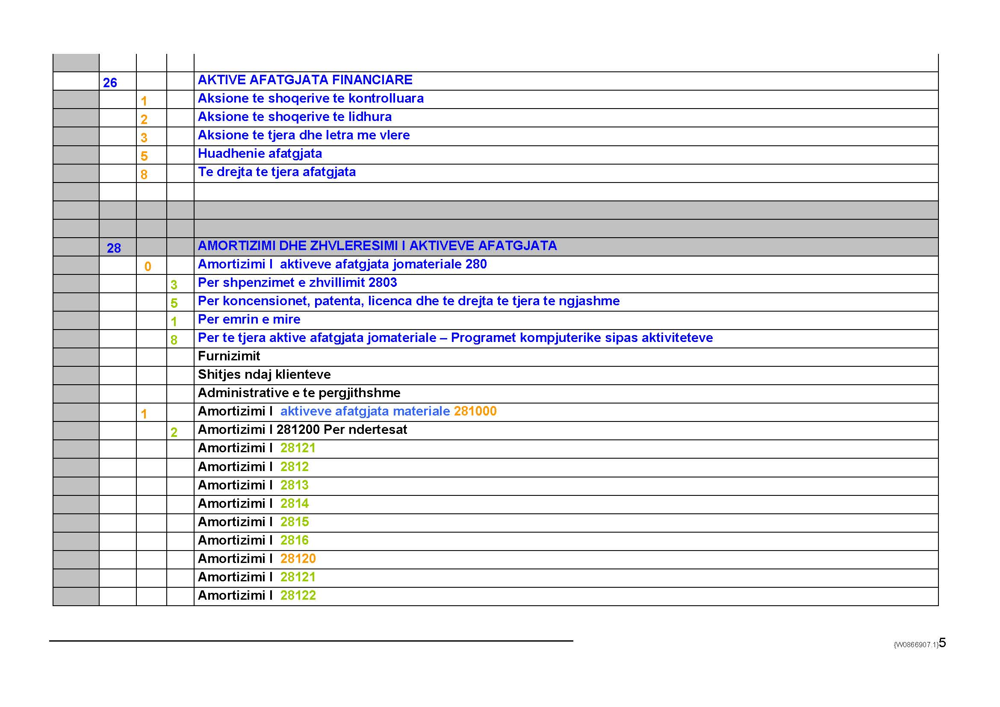 26 AKTIVE AFATGJATA FINANCIARE
1 Aksione te shoqerive te kontrolluara
2 Aksione te shoqerive te lidhura
3 Aksione te tjera dhe letra me vlere
5 Huadhenie afatgjata
8 Te drejta te tjera afatgjata
28 AMORTIZIMI DHE ZHVLERESIMI I AKTIVEVE AFATGJATA
0 Amortizimi I aktiveve afatgjata jomateriale 280
3 Per shpenzimet e zhvillimit 2803
5 Per koncensionet, patenta, licenca dhe te drejta te tjera te ngjashme
1 Per emrin e mire
8 Per te tjera aktive afatgjata jomateriale – Programet kompjuterike sipas aktiviteteve
Furnizimit
Shitjes ndaj klienteve
Administrative e te pergjithshme
1 Amortizimi I aktiveve afatgjata materiale 281000
2 Amortizimi I 281200 Per ndertesat
Amortizimi I 28121
Amortizimi I 2812
Amortizimi I 2813
Amortizimi I 2814
Amortizimi I 2815
Amortizimi I 2816
Amortizimi I 28120
Amortizimi I 28121
Amortizimi I 28122
{W0866907.1}5